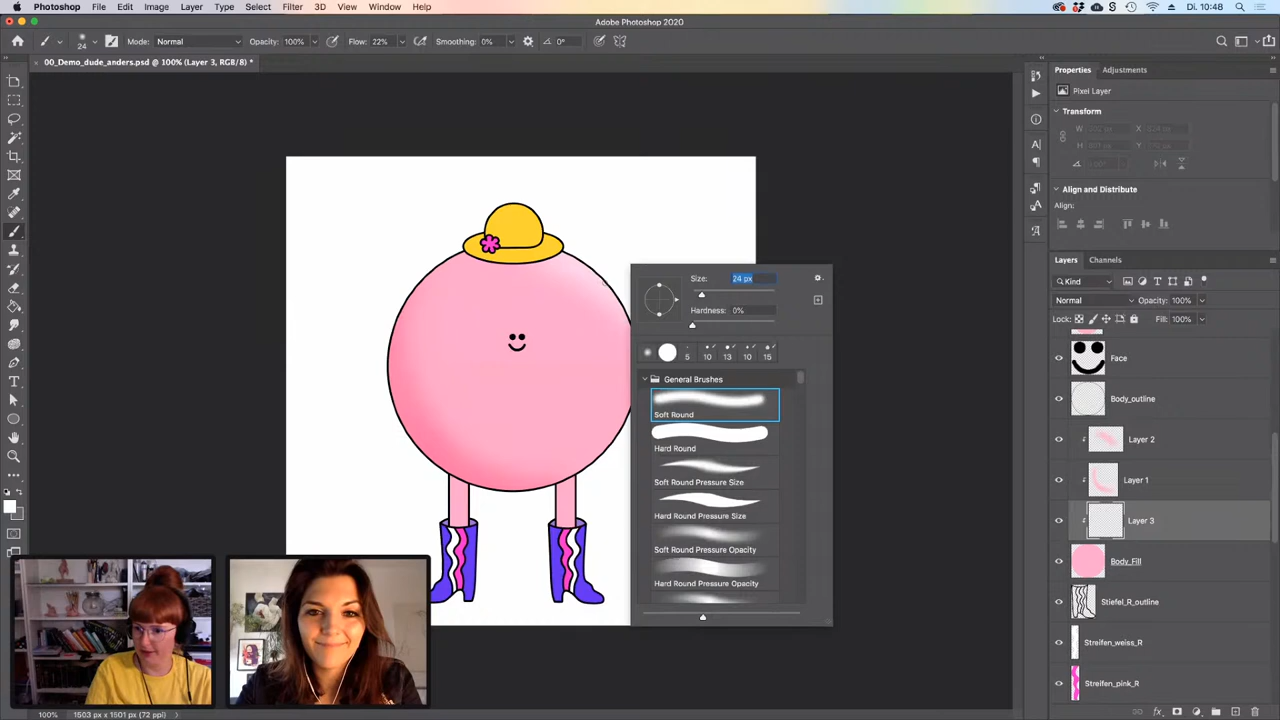 Photoshop File Edit Image Layer Type Select Filter 3D View Window Help Di. 10:48
Adobe Photoshop 2020
24 Mode: Normal Opacity: 100% Flow: 22% Smoothing: 0% 0°
00_Demo_dude_anders.psd @ 100% (Layer 3, RGB/8) *
Properties Adjustments
Pixel Layer
Transform
W X
H Y
Align and Distribute
Align:
Layers Channels
Kind
Normal Opacity: 100%
Lock: Fill: 100%
Face
Body_outline
Layer 2
Layer 1
Layer 3
Body_Fill
Stiefel_R_outline
Streifen_weiss_R
Streifen_pink_R
Size: 24 px
Hardness: 0%
5 10 13 10 15
General Brushes
Soft Round
Hard Round
Soft Round Pressure Size
Hard Round Pressure Size
Soft Round Pressure Opacity
Hard Round Pressure Opacity
100% 1503 px x 1501 px (72 ppi)